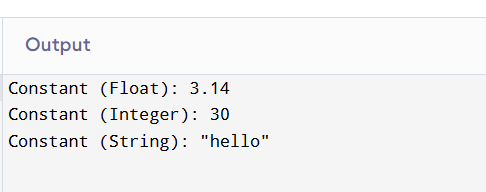 Output
Constant (Float): 3.14
Constant (Integer): 30
Constant (String): "hello"